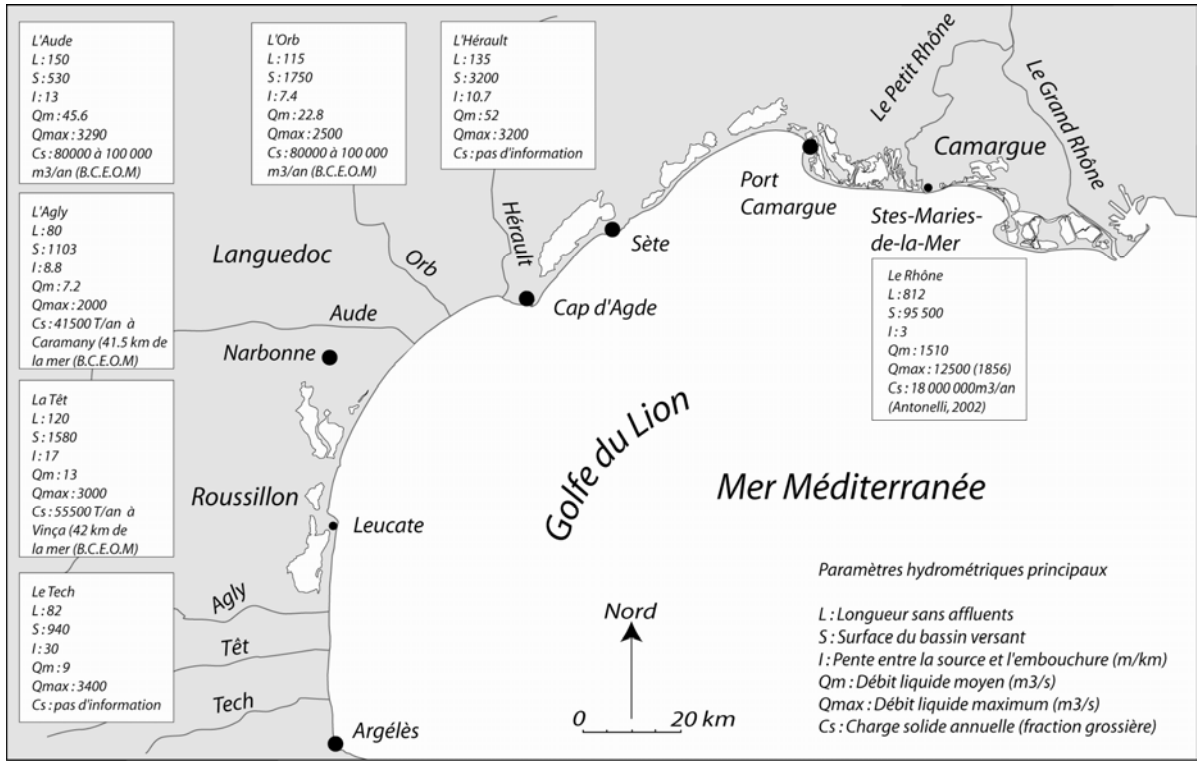 L'Aude
L : 150
S : 530
I : 13
Qm : 45.6
Qmax : 3290
Cs : 80000 à 100 000
m3/an (B.C.E.O.M)
L'Orb
L : 115
S : 1750
I : 7.4
Qm : 22.8
Qmax : 2500
Cs : 80000 à 100 000
m3/an (B.C.E.O.M)
L'Hérault
L : 135
S : 3200
I : 10.7
Qm : 52
Qmax : 3200
Cs : pas d'information
L'Agly
L : 80
S : 1103
I : 8.8
Qm : 7.2
Qmax : 2000
Cs : 41500 T/an à
Caramany (41.5 km de
la mer (B.C.E.O.M)
La Têt
L : 120
S : 1580
I : 17
Qm : 13
Qmax : 3000
Cs : 55500 T/an à
Vinça (42 km de
la mer (B.C.E.O.M)
Le Tech
L : 82
S : 940
I : 30
Qm : 9
Qmax : 3400
Cs : pas d'information
Le Petit Rhône
Le Grand Rhône
Camargue
Port
Camargue
Stes-Maries-
de-la-Mer
Le Rhône
L : 812
S : 95 500
I : 3
Qm : 1510
Qmax : 12500 (1856)
Cs : 18 000 000m3/an
(Antonelli, 2002)
Languedoc
Orb
Hérault
Sète
Cap d'Agde
Aude
Narbonne
Roussillon
Leucate
Agly
Têt
Tech
Argélès
Golfe du Lion
Mer Méditerranée
Nord
0 20 km
Paramètres hydrométriques principaux
L : Longueur sans affluents
S : Surface du bassin versant
I : Pente entre la source et l'embouchure (m/km)
Qm : Débit liquide moyen (m3/s)
Qmax : Débit liquide maximum (m3/s)
Cs : Charge solide annuelle (fraction grossière)